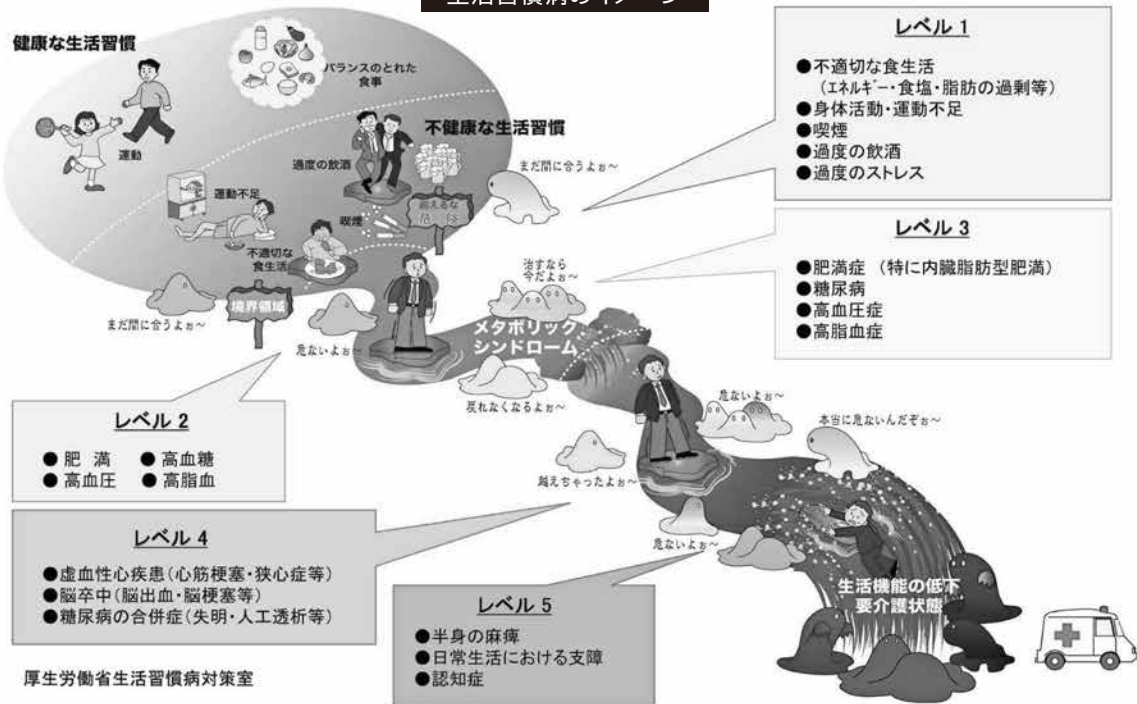 生活習慣病のイメージ
健康な生活習慣
バランスのとれた
食事
運動
不健康な生活習慣
過度の飲酒
運動不足
喫煙
超えるな
危険
不適切な
食生活
境界領域
まだ間に合うよぉ~
まだ間に合うよぉ~
危ないよぉ~
治すなら
今だよぉ~
メタボリック
シンドローム
戻れなくなるよぉ~
危ないよぉ~
越えちゃったよぉ~
本当に危ないんだぞぉ~
危ないよぉ~
生活機能の低下
要介護状態
レベル 1
●不適切な食生活
(エネルギー・食塩・脂肪の過剰等)
●身体活動・運動不足
●喫煙
●過度の飲酒
●過度のストレス
レベル 2
●肥 満 ●高血糖
●高血圧 ●高脂血
レベル 3
●肥満症 (特に内臓脂肪型肥満)
●糖尿病
●高血圧症
●高脂血症
レベル 4
●虚血性心疾患(心筋梗塞・狭心症等)
●脳卒中(脳出血・脳梗塞等)
●糖尿病の合併症(失明・人工透析等)
レベル 5
●半身の麻痺
●日常生活における支障
●認知症
厚生労働省生活習慣病対策室